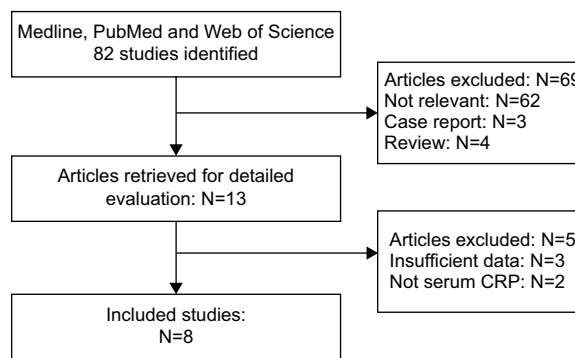 Medline, PubMed and Web of Science
82 studies identified
Articles excluded: N=69
Not relevant: N=62
Case report: N=3
Review: N=4
Articles retrieved for detailed
evaluation: N=13
Articles excluded: N=5
Insufficient data: N=3
Not serum CRP: N=2
Included studies:
N=8